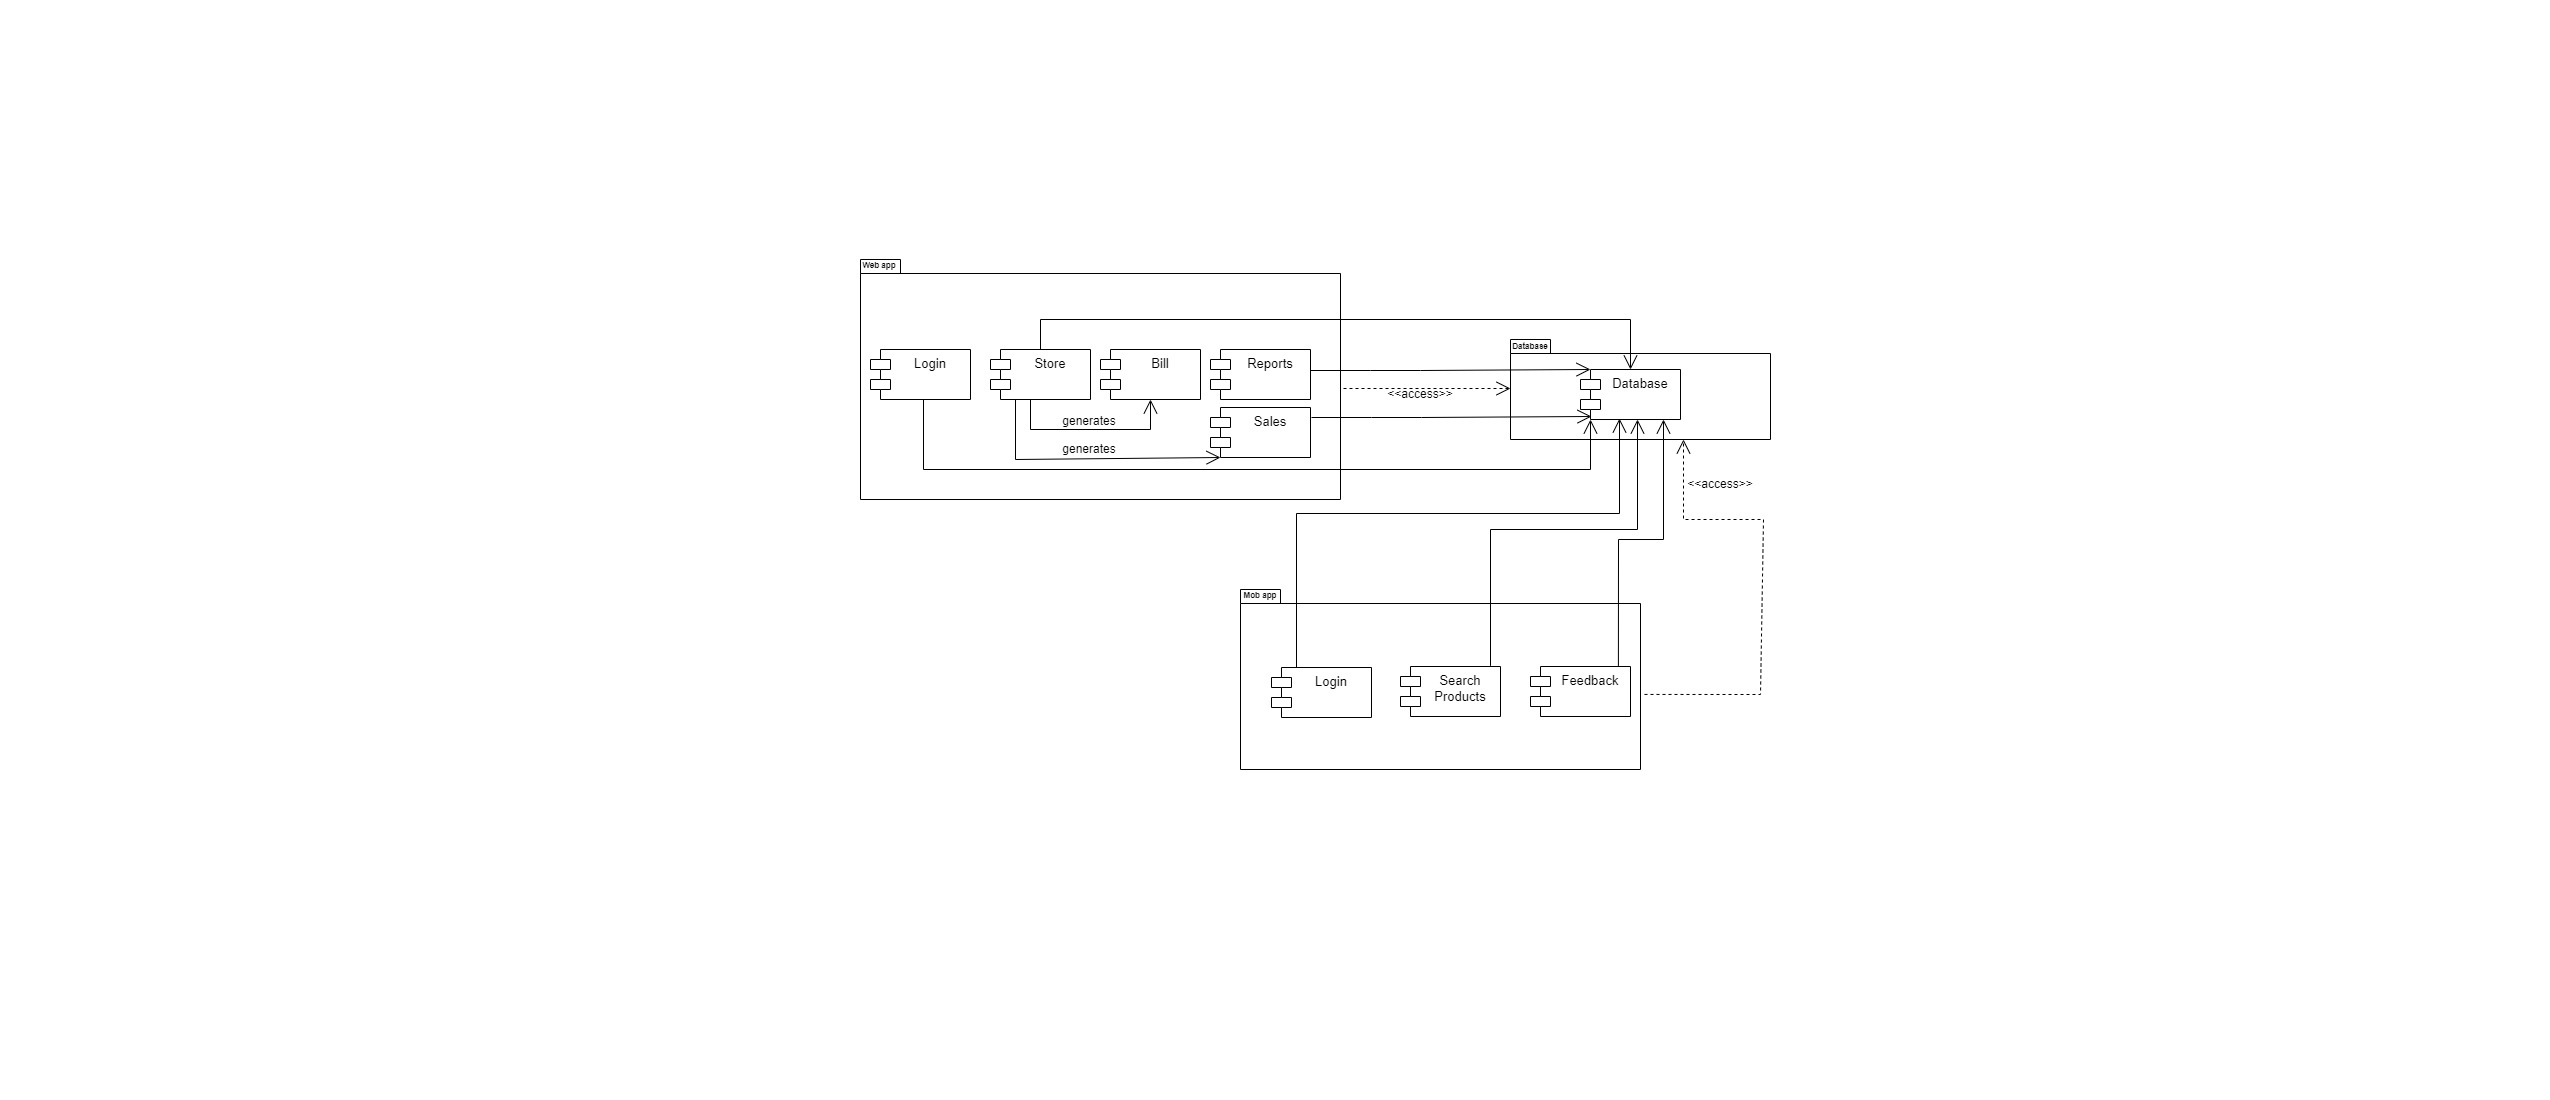 Web app
Login
Store
Bill
Reports
generates
Sales
generates
<<access>>
Database
Database
<<access>>
Mob app
Login
Search
Products
Feedback